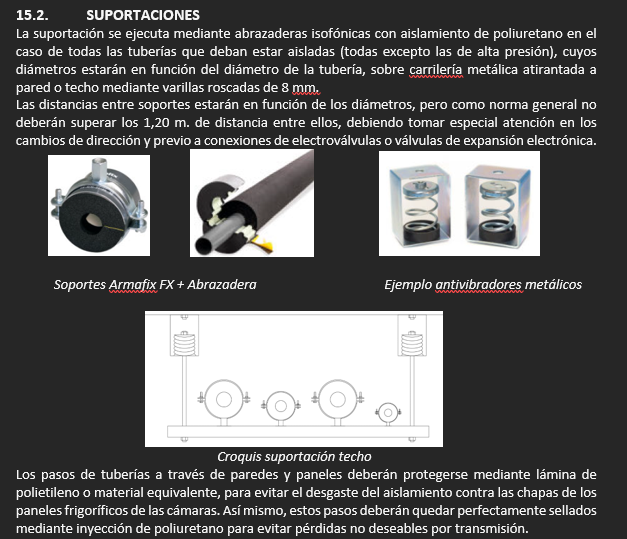 15.2. SUPORTACIONES
La suportación se ejecuta mediante abrazaderas isofónicas con aislamiento de poliuretano en el
caso de todas las tuberías que deban estar aisladas (todas excepto las de alta presión), cuyos
diámetros estarán en función del diámetro de la tubería, sobre carrilería metálica atirantada a
pared o techo mediante varillas roscadas de 8 mm.
Las distancias entre soportes estarán en función de los diámetros, pero como norma general no
deberán superar los 1,20 m. de distancia entre ellos, debiendo tomar especial atención en los
cambios de dirección y previo a conexiones de electroválvulas o válvulas de expansión electrónica.
Soportes Armafix FX + Abrazadera
Ejemplo antivibradores metálicos
Croquis suportación techo
Los pasos de tuberías a través de paredes y paneles deberán protegerse mediante lámina de
polietileno o material equivalente, para evitar el desgaste del aislamiento contra las chapas de los
paneles frigoríficos de las cámaras. Así mismo, estos pasos deberán quedar perfectamente sellados
mediante inyección de poliuretano para evitar pérdidas no deseables por transmisión.